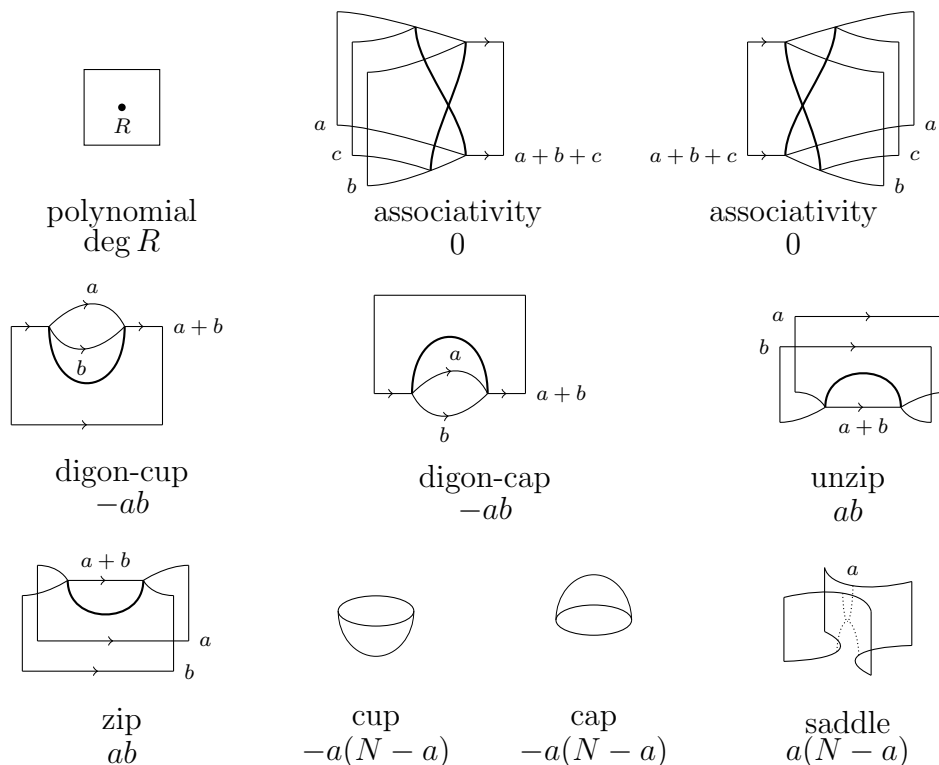 R
polynomial
deg R
a
c
b
a + b + c
associativity
0
a + b + c
a
c
b
associativity
0
a
b
a + b
digon-cup
−ab
a
b
a + b
digon-cap
−ab
a
b
a + b
unzip
ab
a + b
a
b
zip
ab
cup
−a(N − a)
cap
−a(N − a)
a
saddle
a(N − a)